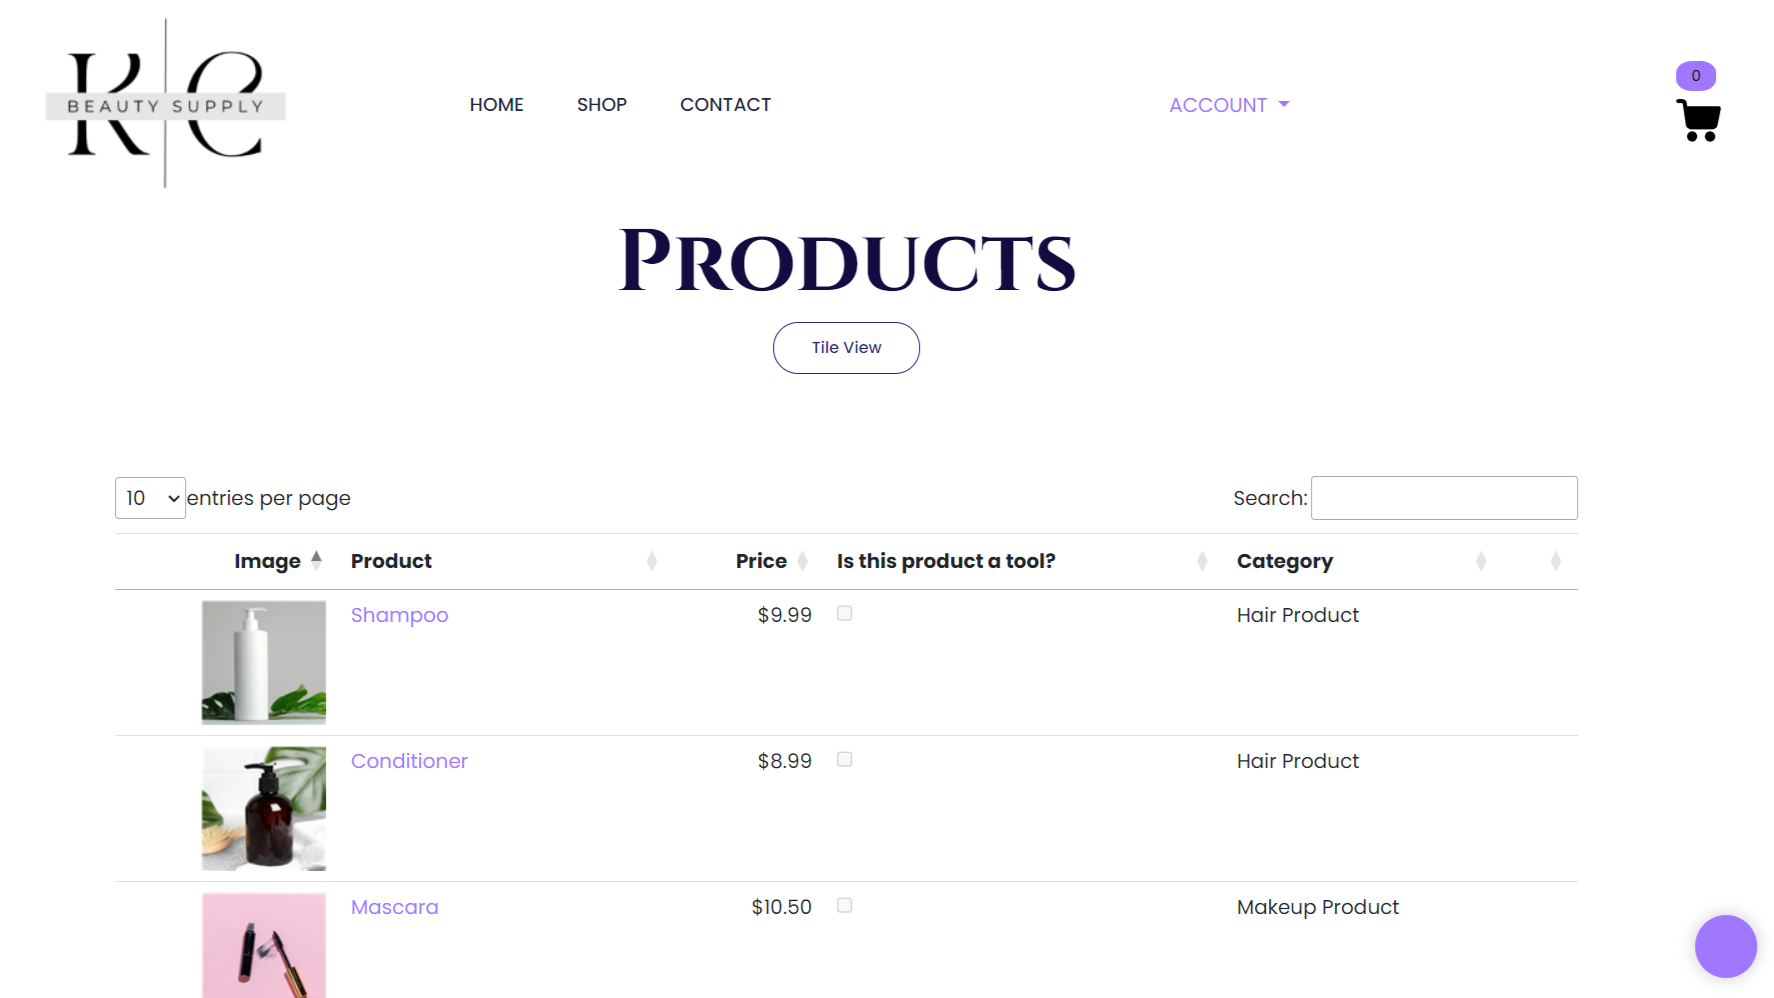 K C
BEAUTY SUPPLY
HOME SHOP CONTACT ACCOUNT
0
PRODUCTS
Tile View
10 entries per page Search:
Image Product Price Is this product a tool? Category
Shampoo $9.99 Hair Product
Conditioner $8.99 Hair Product
Mascara $10.50 Makeup Product